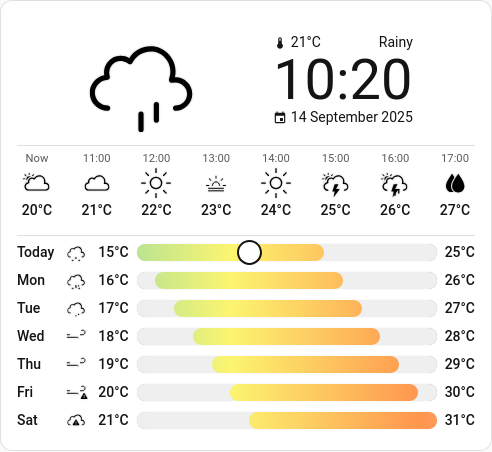 21°C Rainy
10:20
14 September 2025
Now 11:00 12:00 13:00 14:00 15:00 16:00 17:00
20°C 21°C 22°C 23°C 24°C 25°C 26°C 27°C
Today 15°C 25°C
Mon 16°C 26°C
Tue 17°C 27°C
Wed 18°C 28°C
Thu 19°C 29°C
Fri 20°C 30°C
Sat 21°C 31°C